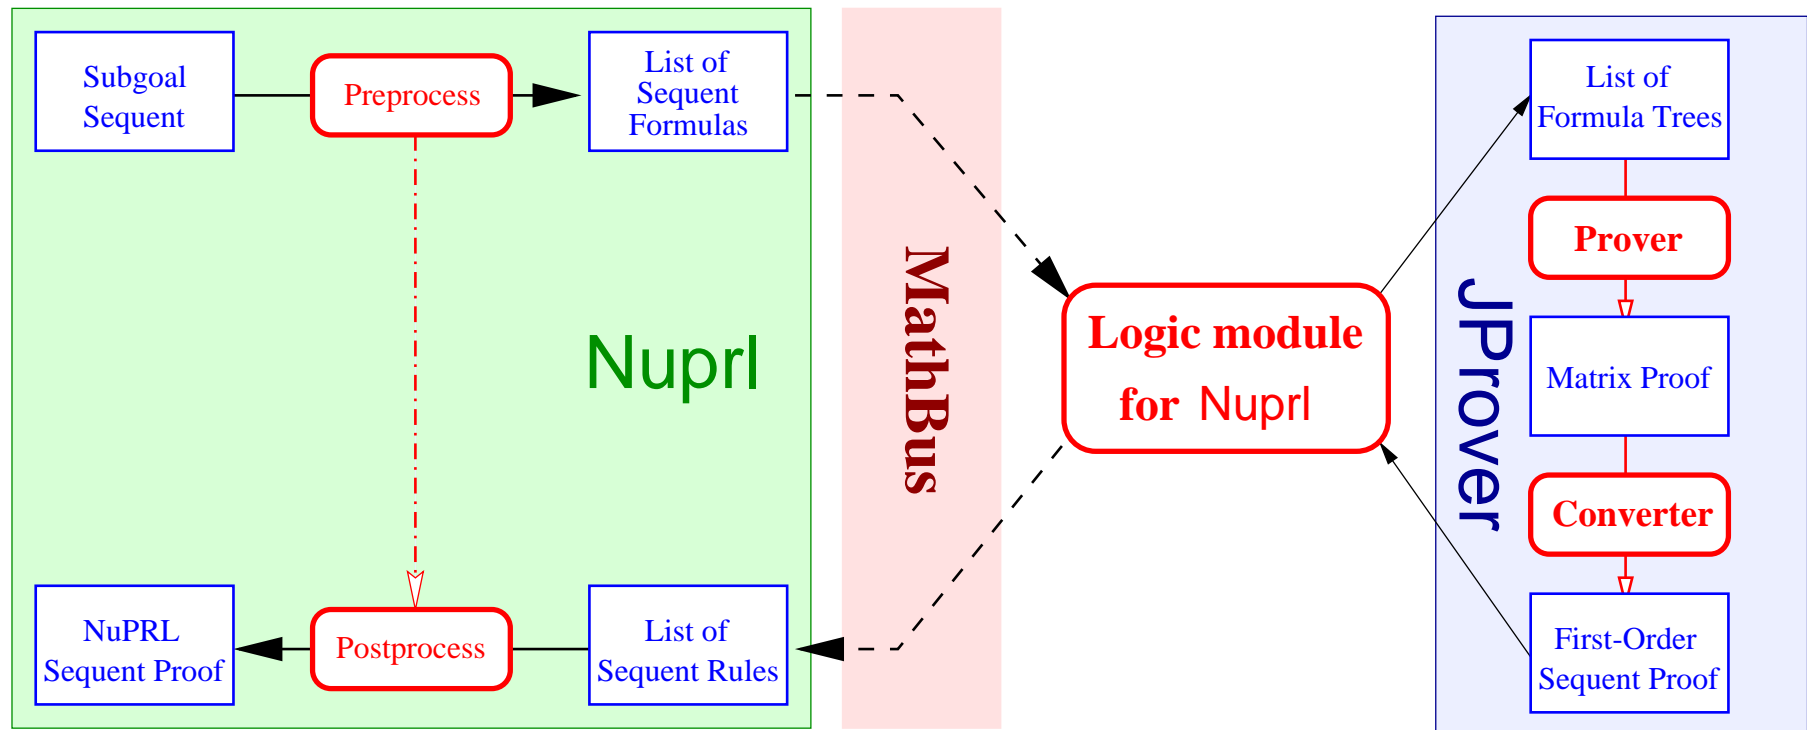 Subgoal
Sequent
Preprocess
List of
Sequent
Formulas
Nuprl
NuPRL
Sequent Proof
Postprocess
List of
Sequent Rules
MathBus
Logic module
for Nuprl
JProver
List of
Formula Trees
Prover
Matrix Proof
Converter
First-Order
Sequent Proof